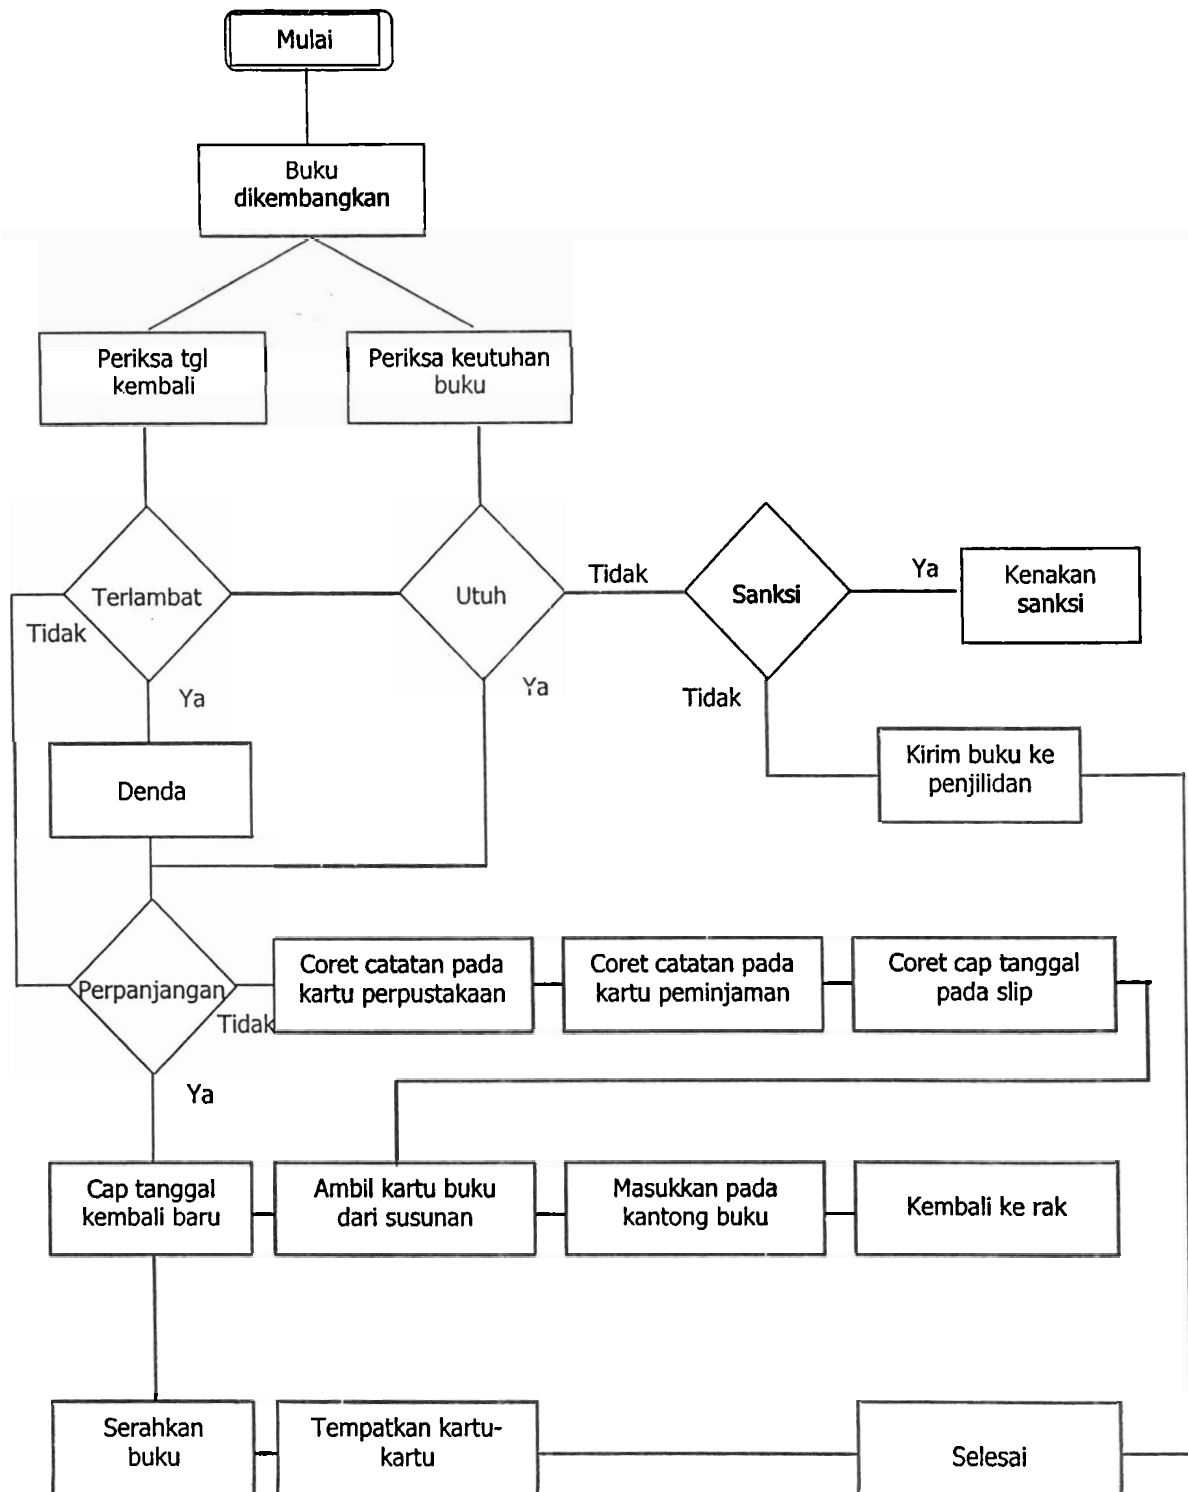 Mulai
Buku
dikembangkan
Periksa tgl
kembali
Periksa keutuhan
buku
Terlambat
Utuh
Tidak
Sanksi
Ya
Kenakan
sanksi
Tidak
Ya
Ya
Tidak
Denda
Kirim buku ke
penjilidan
Perpanjangan
Tidak
Coret catatan pada
kartu perpustakaan
Coret catatan pada
kartu peminjaman
Coret cap tanggal
pada slip
Ya
Cap tanggal
kembali baru
Ambil kartu buku
dari susunan
Masukkan pada
kantong buku
Kembali ke rak
Serahkan
buku
Tempatkan kartu-
kartu
Selesai